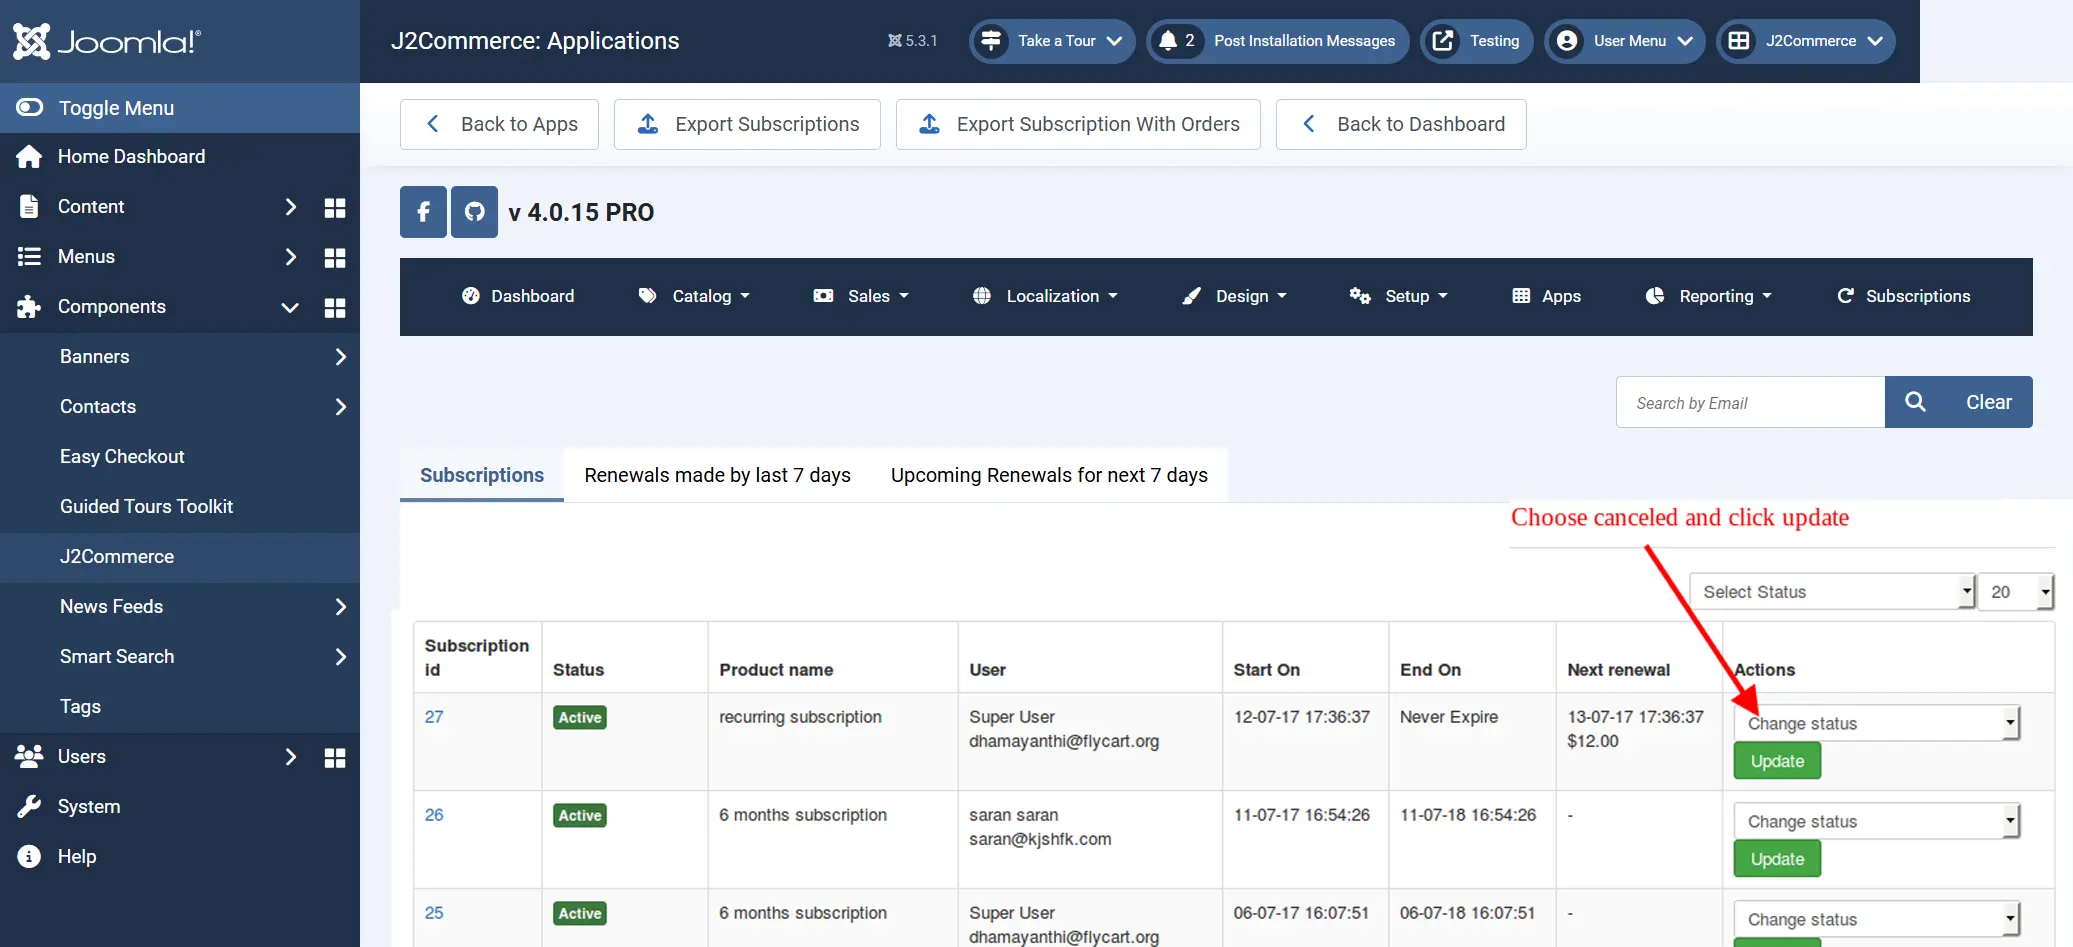 Joomla!®
J2Commerce: Applications
5.3.1
Take a Tour
2
Post Installation Messages
Testing
User Menu
J2Commerce
Toggle Menu
Home Dashboard
Content
Menus
Components
Banners
Contacts
Easy Checkout
Guided Tours Toolkit
J2Commerce
News Feeds
Smart Search
Tags
Users
System
Help
Back to Apps
Export Subscriptions
Export Subscription With Orders
Back to Dashboard
v 4.0.15 PRO
Dashboard
Catalog
Sales
Localization
Design
Setup
Apps
Reporting
Subscriptions
Search by Email
Clear
Subscriptions
Renewals made by last 7 days
Upcoming Renewals for next 7 days
Choose canceled and click update
Select Status
20
Subscription id
Status
Product name
User
Start On
End On
Next renewal
Actions
27
Active
recurring subscription
Super User
dhamayanthi@flycart.org
12-07-17 17:36:37
Never Expire
13-07-17 17:36:37
$12.00
Change status
Update
26
Active
6 months subscription
saran saran
saran@kjshfk.com
11-07-17 16:54:26
11-07-18 16:54:26
-
Change status
Update
25
Active
6 months subscription
Super User
dhamayanthi@flycart.org
06-07-17 16:07:51
06-07-18 16:07:51
-
Change status